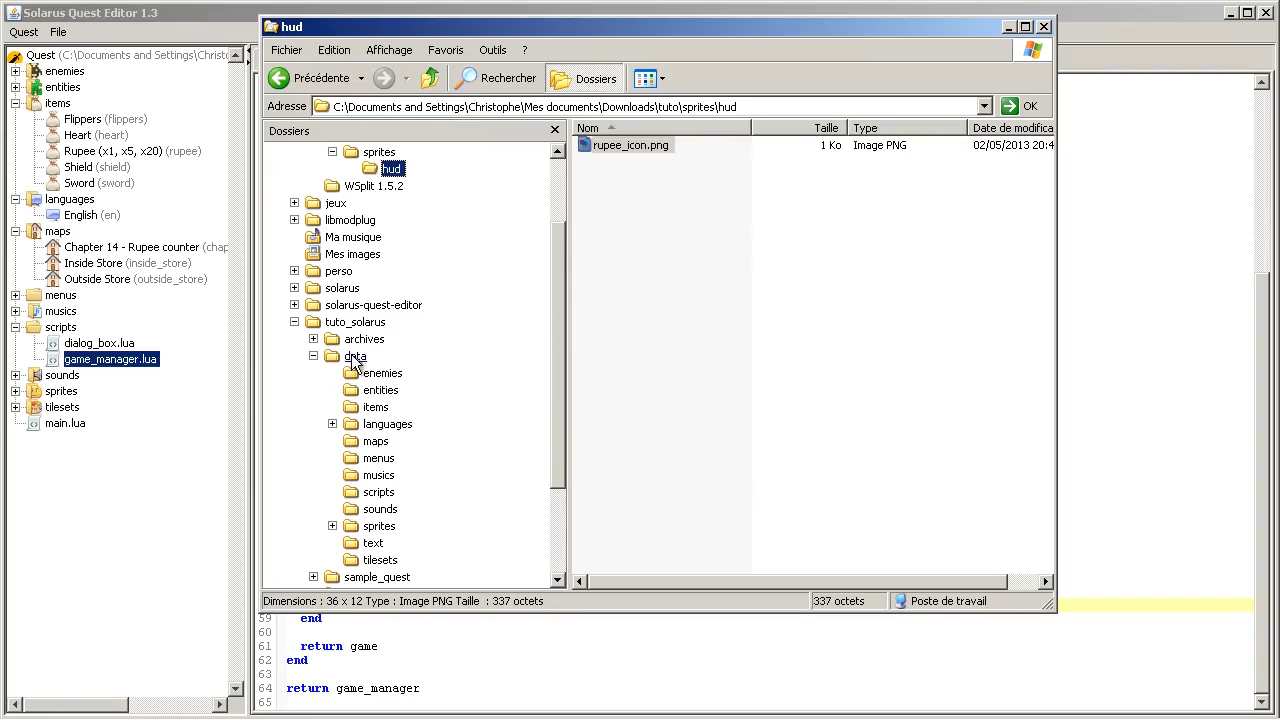 Solarus Quest Editor 1.3
Quest File
Quest (C:\Documents and Settings\Christ
enemies
entities
items
Flippers (flippers)
Heart (heart)
Rupee (x1, x5, x20) (rupee)
Shield (shield)
Sword (sword)
languages
English (en)
maps
Chapter 14 - Rupee counter (chap
Inside Store (inside_store)
Outside Store (outside_store)
menus
musics
scripts
dialog_box.lua
game_manager.lua
sounds
sprites
tilesets
main.lua
hud
Fichier Edition Affichage Favoris Outils ?
Précédente Rechercher Dossiers
Adresse C:\Documents and Settings\Christophe\Mes documents\Downloads\tuto\sprites\hud OK
Dossiers
sprites
hud
WSplit 1.5.2
jeux
libmodplug
Ma musique
Mes images
perso
solarus
solarus-quest-editor
tuto_solarus
archives
data
enemies
entities
items
languages
maps
menus
musics
scripts
sounds
sprites
text
tilesets
sample_quest
Nom Taille Type Date de modifica
rupee_icon.png 1 Ko Image PNG 02/05/2013 20:4
Dimensions : 36 x 12 Type : Image PNG Taille : 337 octets 337 octets Poste de travail
59 end
60
61 return game
62 end
63
64 return game_manager
65